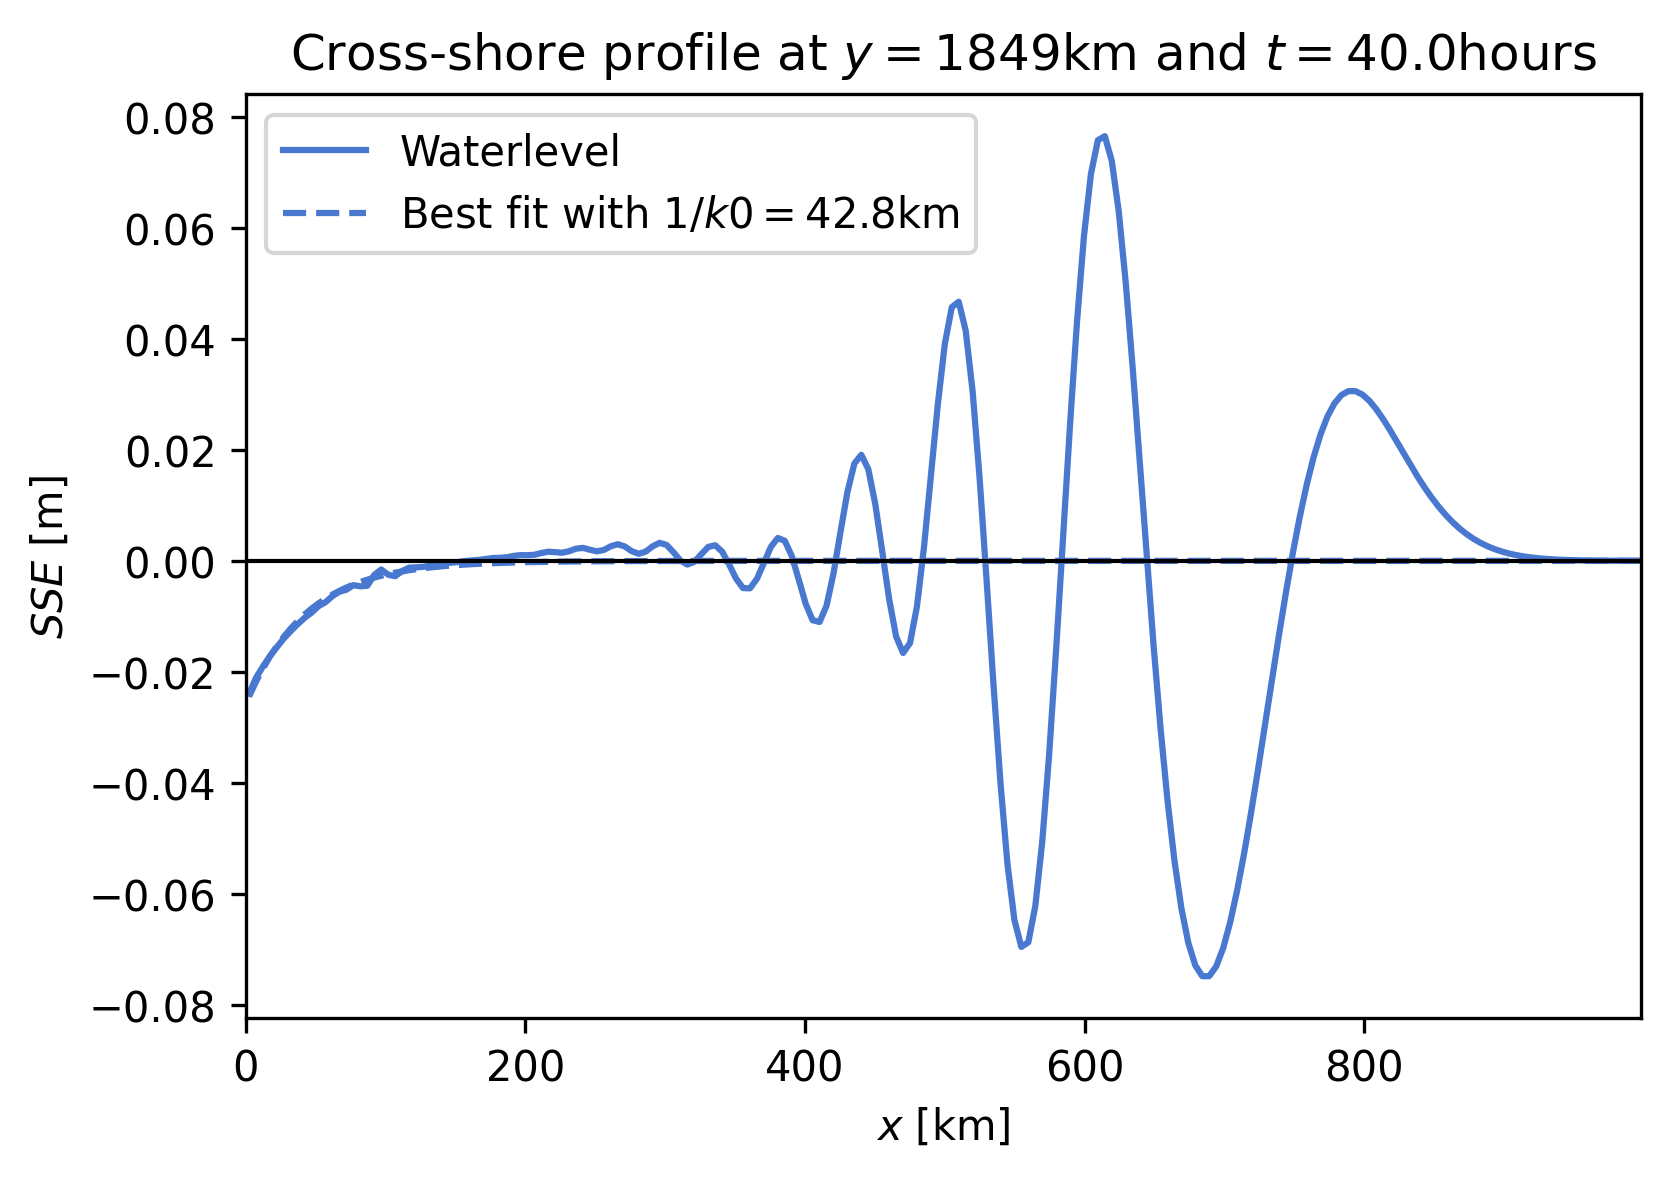 Cross-shore profile at y = 1849km and t = 40.0hours
Waterlevel
Best fit with 1/k0 = 42.8km
0.08
0.06
0.04
0.02
0.00
−0.02
−0.04
−0.06
−0.08
SSE [m]
0 200 400 600 800
x [km]